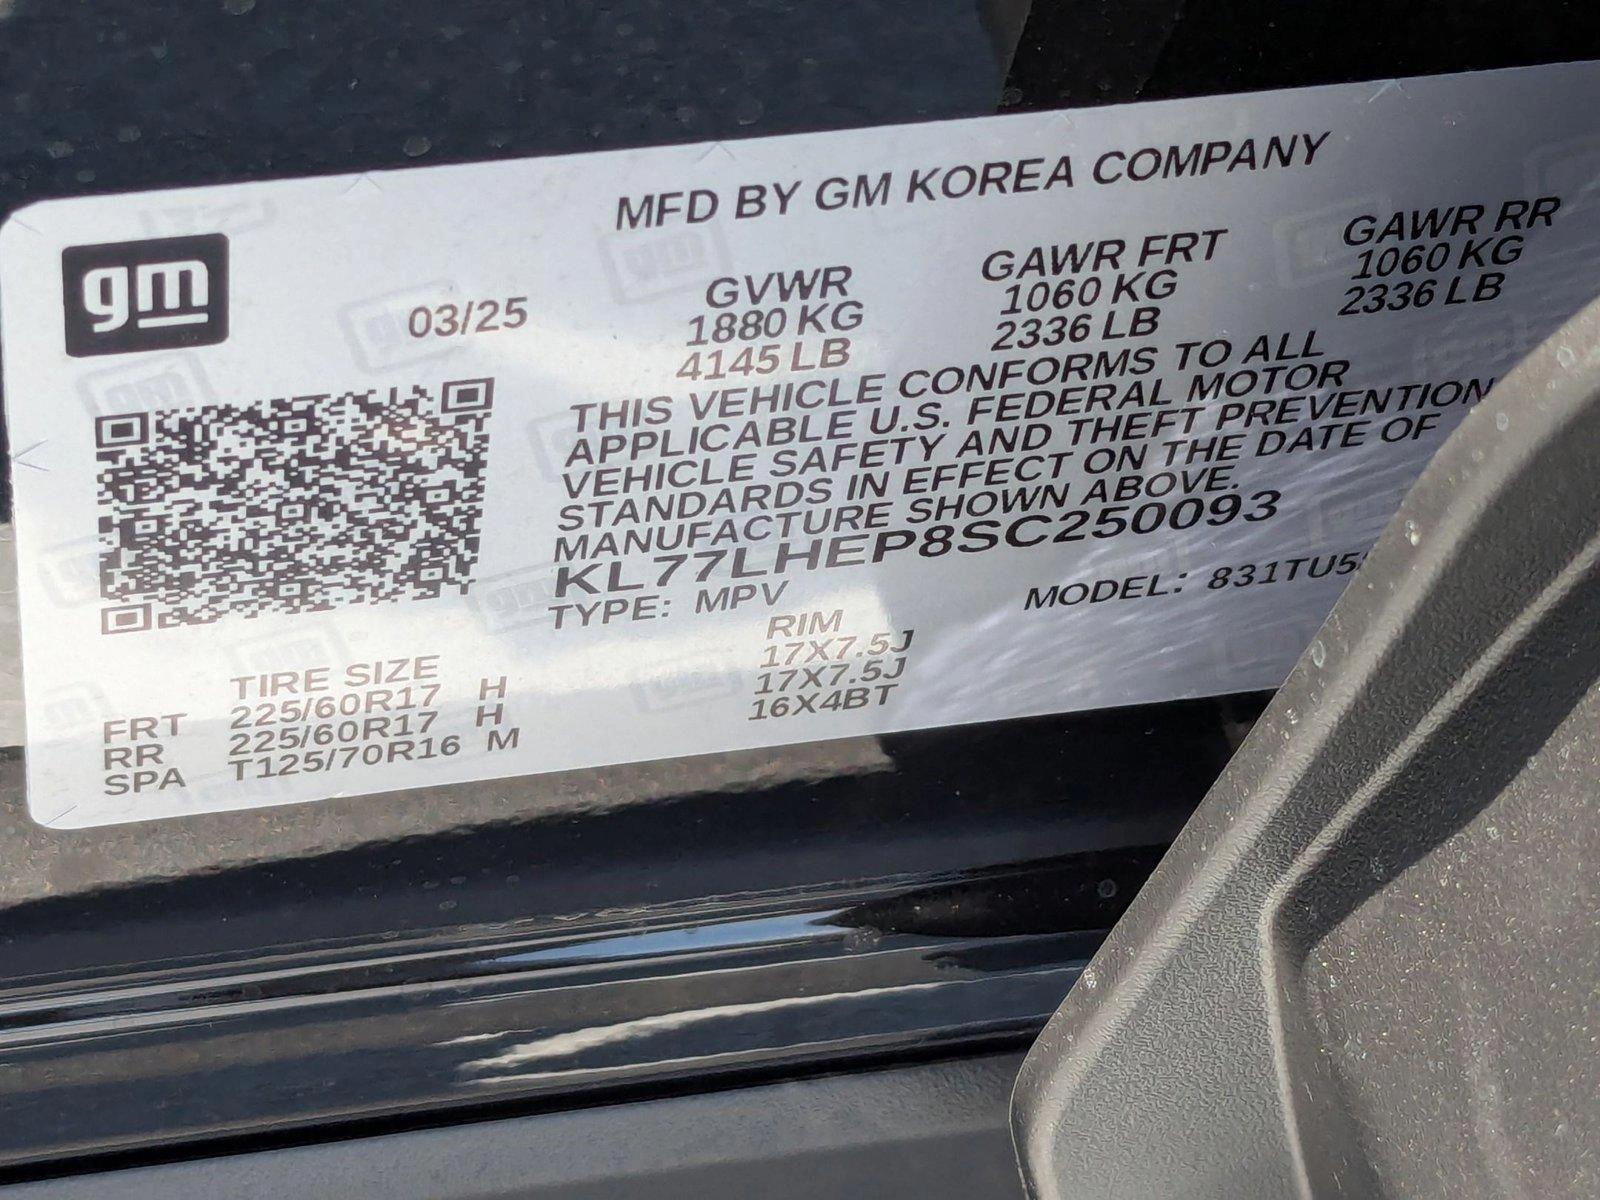 gm
MFD BY GM KOREA COMPANY
03/25
GVWR
1880 KG
4145 LB
GAWR FRT
1060 KG
2336 LB
GAWR RR
1060 KG
2336 LB
THIS VEHICLE CONFORMS TO ALL
APPLICABLE U.S. FEDERAL MOTOR
VEHICLE SAFETY AND THEFT PREVENTION
STANDARDS IN EFFECT ON THE DATE OF
MANUFACTURE SHOWN ABOVE.
KL77LHEP8SC250093
TYPE: MPV
MODEL:
TIRE SIZE RIM
FRT 225/60R17 H 17X7.5J
RR 225/60R17 H 17X7.5J
SPA T125/70R16 M 16X4BT